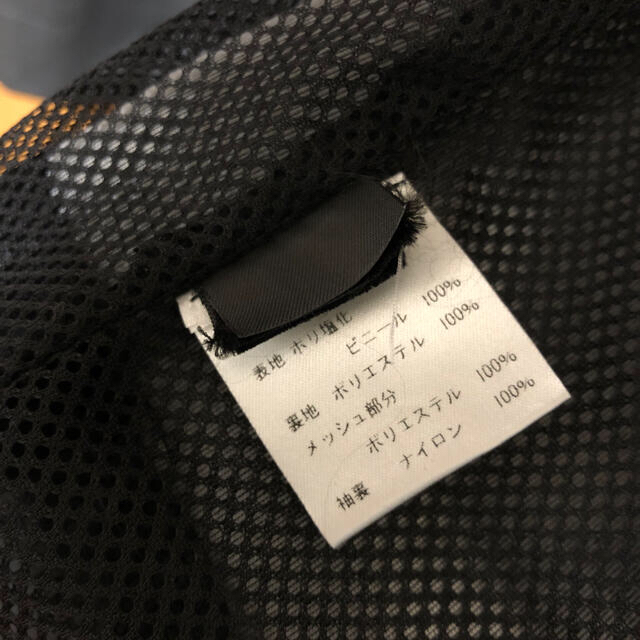 表地 ポリ塩化
ビニール 100%
裏地 ポリエステル 100%
メッシュ部分
ポリエステル 100%
袖裏 ナイロン 100%